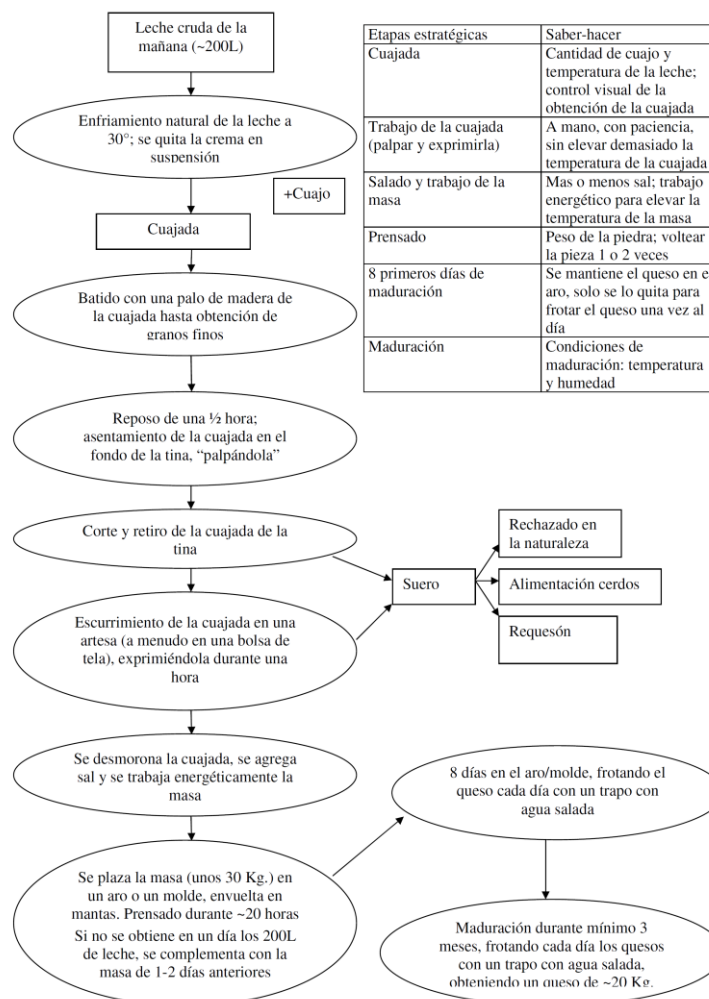 Leche cruda de la
mañana (~200L)
Enfriamiento natural de la leche a
30°; se quita la crema en
suspensión
+Cuajo
Cuajada
Batido con una palo de madera de
la cuajada hasta obtención de
granos finos
Reposo de una ½ hora;
asentamiento de la cuajada en el
fondo de la tina, “palpándola”
Corte y retiro de la cuajada de la
tina
Suero
Rechazado en
la naturaleza
Alimentación cerdos
Requesón
Escurrimiento de la cuajada en una
artesa (a menudo en una bolsa de
tela), exprimiéndola durante una
hora
Se desmorona la cuajada, se agrega
sal y se trabaja energéticamente la
masa
Se plaza la masa (unos 30 Kg.) en
un aro o un molde, envuelta en
mantas. Prensado durante ~20 horas
Si no se obtiene en un día los 200L
de leche, se complementa con la
masa de 1-2 días anteriores
8 días en el aro/molde, frotando el
queso cada día con un trapo con
agua salada
Maduración durante mínimo 3
meses, frotando cada día los quesos
con un trapo con agua salada,
obteniendo un queso de ~20 Kg.
Etapas estratégicas Saber-hacer
Cuajada Cantidad de cuajo y
temperatura de la leche;
control visual de la
obtención de la cuajada
Trabajo de la cuajada A mano, con paciencia,
(palpar y exprimirla) sin elevar demasiado la
temperatura de la cuajada
Salado y trabajo de la Mas o menos sal; trabajo
masa energético para elevar la
temperatura de la masa
Prensado Peso de la piedra; voltear
la pieza 1 o 2 veces
8 primeros días de Se mantiene el queso en e
maduración aro, solo se lo quita para
frotar el queso una vez al
día
Maduración Condiciones de
maduración: temperatura
y humedad